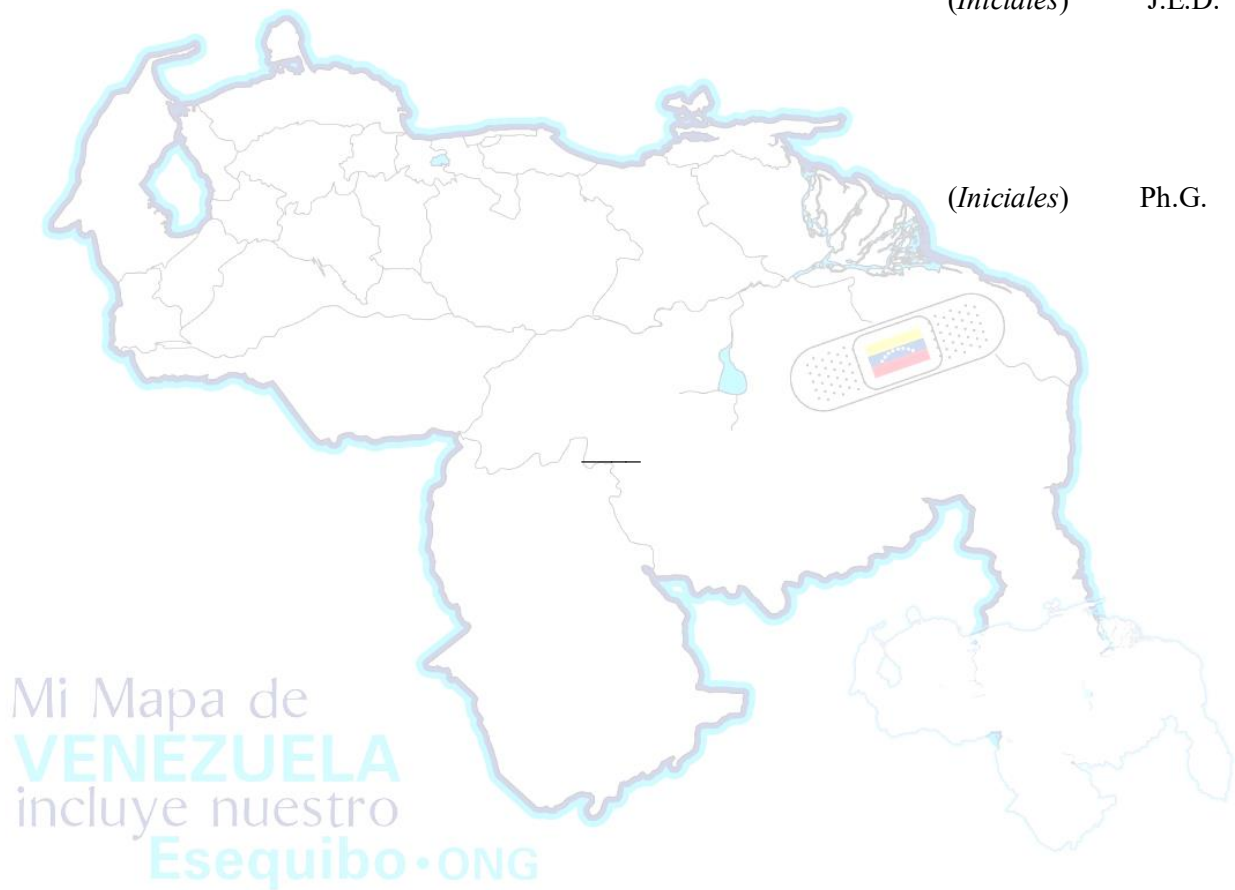 (Iniciales) J.E.D.
(Iniciales) Ph.G.
Mi Mapa de
VENEZUELA
incluye nuestro
Esequibo • ONG